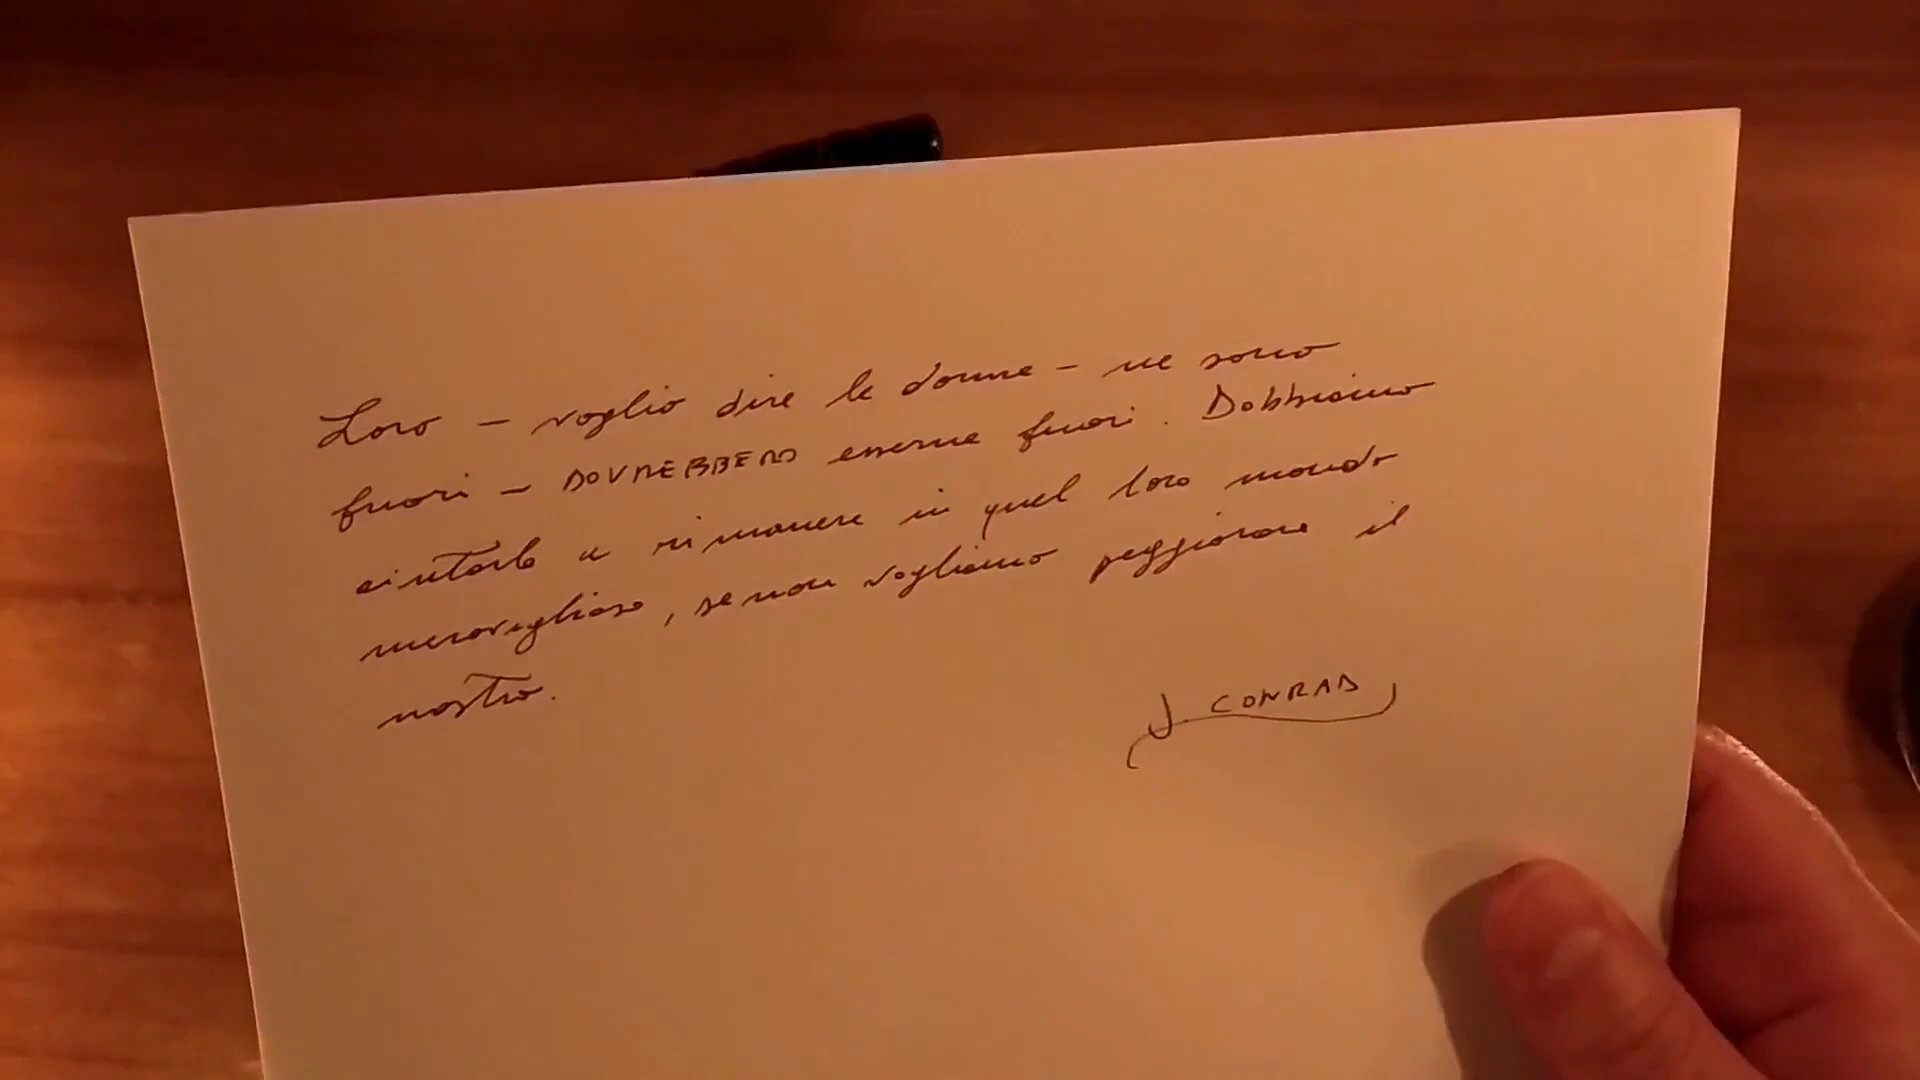 Loro – voglio dire le donne – ne sono
fuori – DOVREBBERO esserne fuori. Dobbiamo
aiutarle a rimanere in quel loro mondo
meraviglioso, se non vogliamo peggiorare il
nostro.
J CONRAD